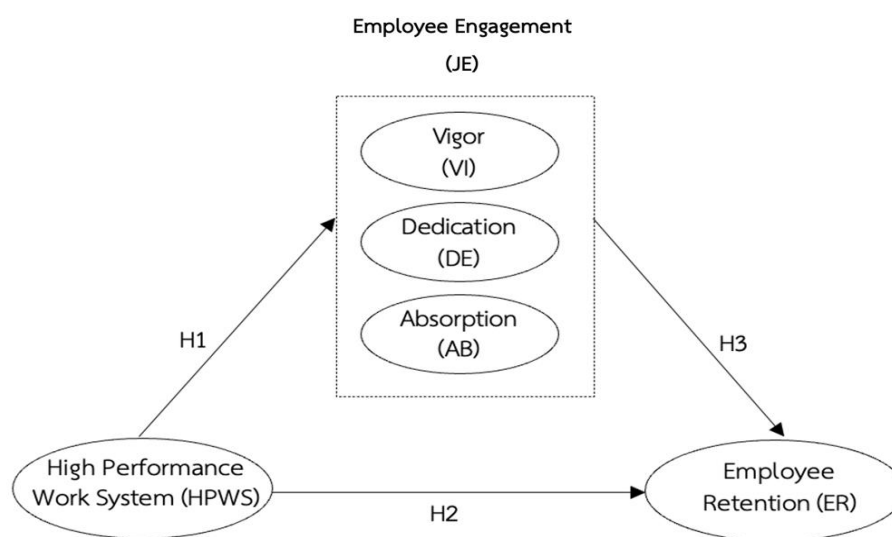 Employee Engagement
(JE)
Vigor
(VI)
Dedication
(DE)
Absorption
(AB)
H1
H3
High Performance
Work System (HPWS)
H2
Employee
Retention (ER)